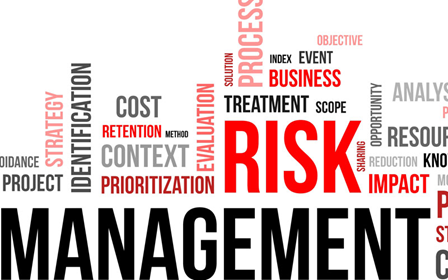 PROCESS
OBJECTIVE
SOLUTION
INDEX
EVENT
BUSINESS
STRATEGY
IDENTIFICATION
COST
RETENTION
METHOD
EVALUATION
TREATMENT
SCOPE
OPPORTUNITY
ANALYS
RESOUR
OIDANCE
CONTEXT
RISK
SHARING
REDUCTION
KNO
PROJECT
PRIORITIZATION
IMPACT
MO
MANAGEMENT
P
ST